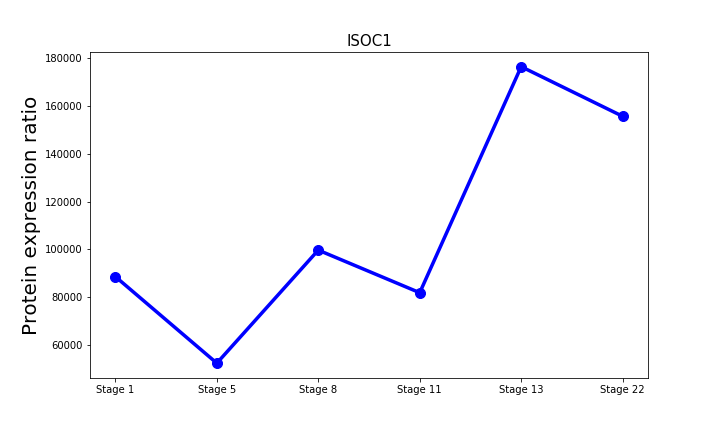 ISOC1
Protein expression ratio
180000
160000
140000
120000
100000
80000
60000
Stage 1 Stage 5 Stage 8 Stage 11 Stage 13 Stage 22